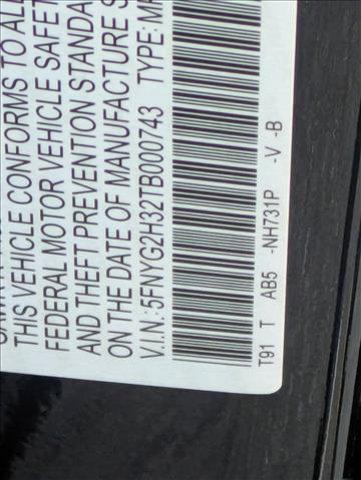 THIS VEHICLE CONFORMS TO ALL
FEDERAL MOTOR VEHICLE SAFET
AND THEFT PREVENTION STANDA
ON THE DATE OF MANUFACTURE S
V.I.N.: 5FNYG2H32TB000743 TYPE: MP
T91 T AB5 -NH731P -V -B